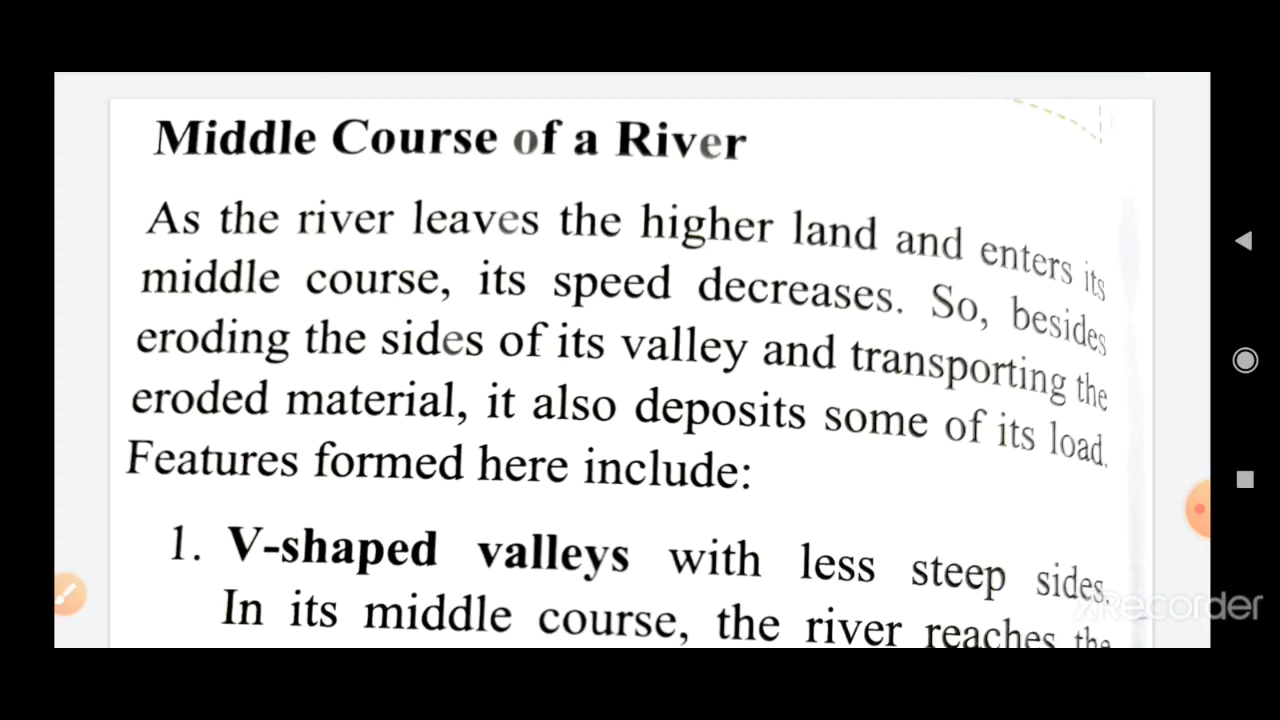 Middle Course of a River
As the river leaves the higher land and enters its
middle course, its speed decreases. So, besides
eroding the sides of its valley and transporting the
eroded material, it also deposits some of its load.
Features formed here include:
1. V-shaped valleys with less steep sides.
In its middle course, the river reaches the
XRecorder